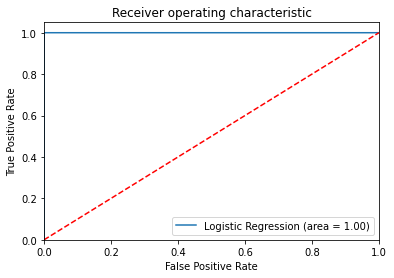 Receiver operating characteristic
True Positive Rate
1.0
0.8
0.6
0.4
0.2
0.0
Logistic Regression (area = 1.00)
0.0 0.2 0.4 0.6 0.8 1.0
False Positive Rate